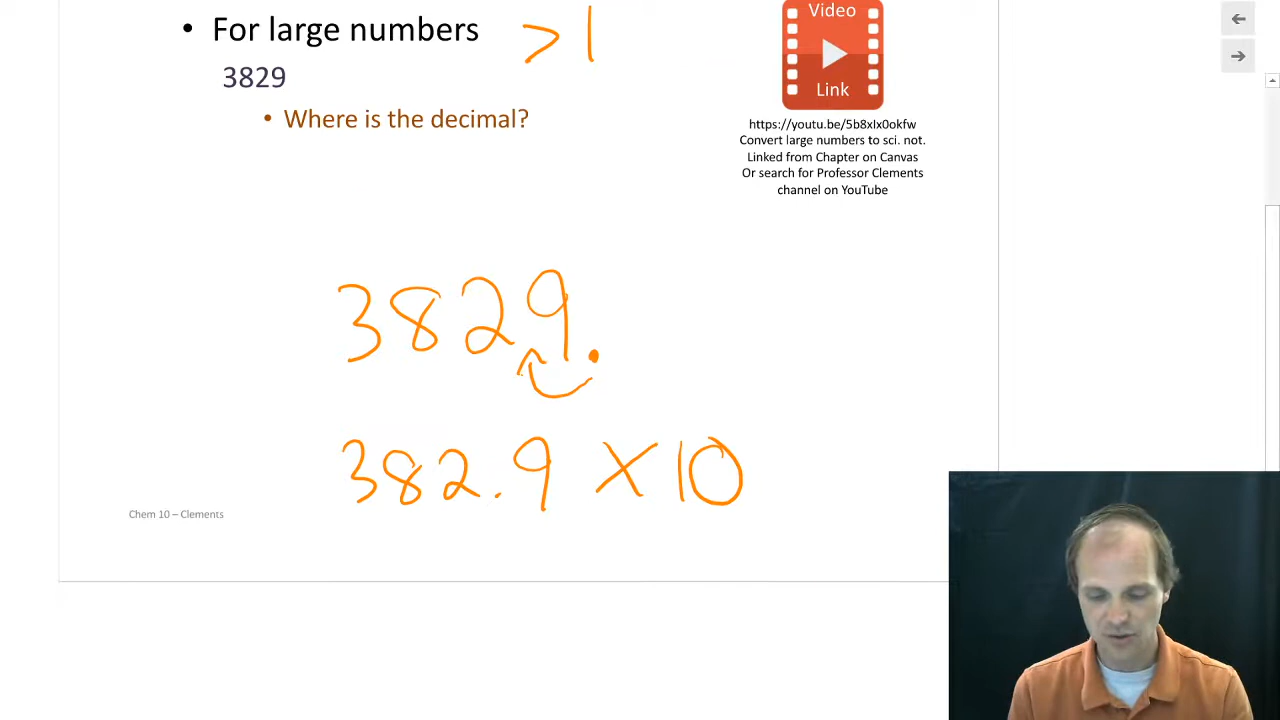 • For large numbers >1
3829
• Where is the decimal?
Video
Link
https://youtu.be/5b8xIx0okfw
Convert large numbers to sci. not.
Linked from Chapter on Canvas
Or search for Professor Clements
channel on YouTube
3829.
382.9 X10
Chem 10 – Clements